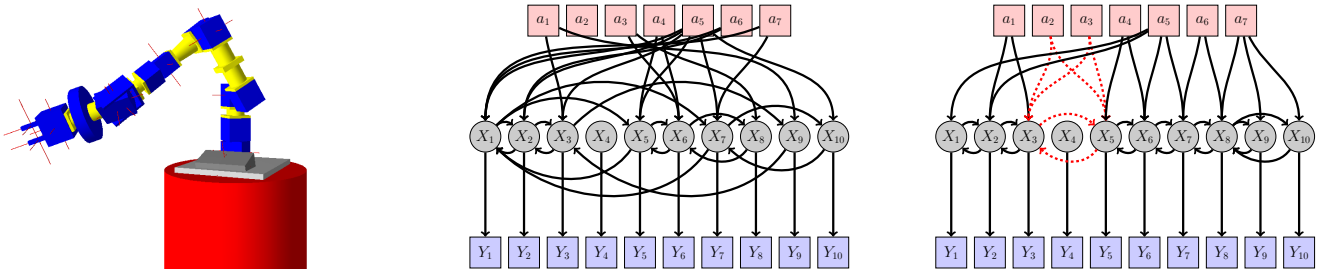 a1 a2 a3 a4 a5 a6 a7
X1 X2 X3 X4 X5 X6 X7 X8 X9 X10
Y1 Y2 Y3 Y4 Y5 Y6 Y7 Y8 Y9 Y10
a1 a2 a3 a4 a5 a6 a7
X1 X2 X3 X4 X5 X6 X7 X8 X9 X10
Y1 Y2 Y3 Y4 Y5 Y6 Y7 Y8 Y9 Y10